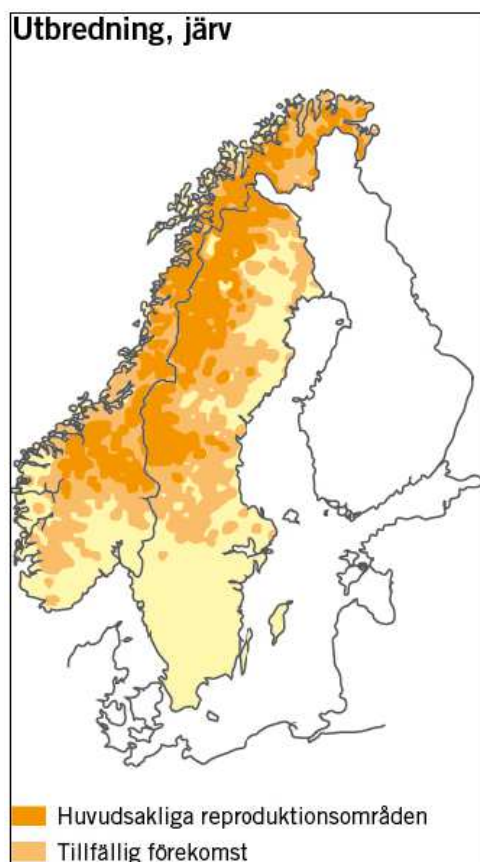 Utbredning, järv
Huvudsakliga reproduktionsområden
Tillfällig förekomst